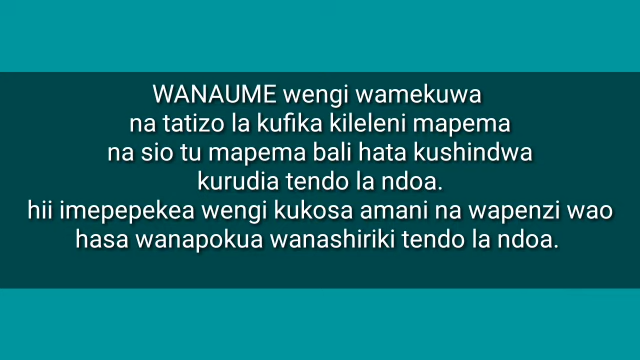 WANAUME wengi wamekuwa
na tatizo la kufika kileleni mapema
na sio tu mapema bali hata kushindwa
kurudia tendo la ndoa.
hii imepepekea wengi kukosa amani na wapenzi wao
hasa wanapokua wanashiriki tendo la ndoa.